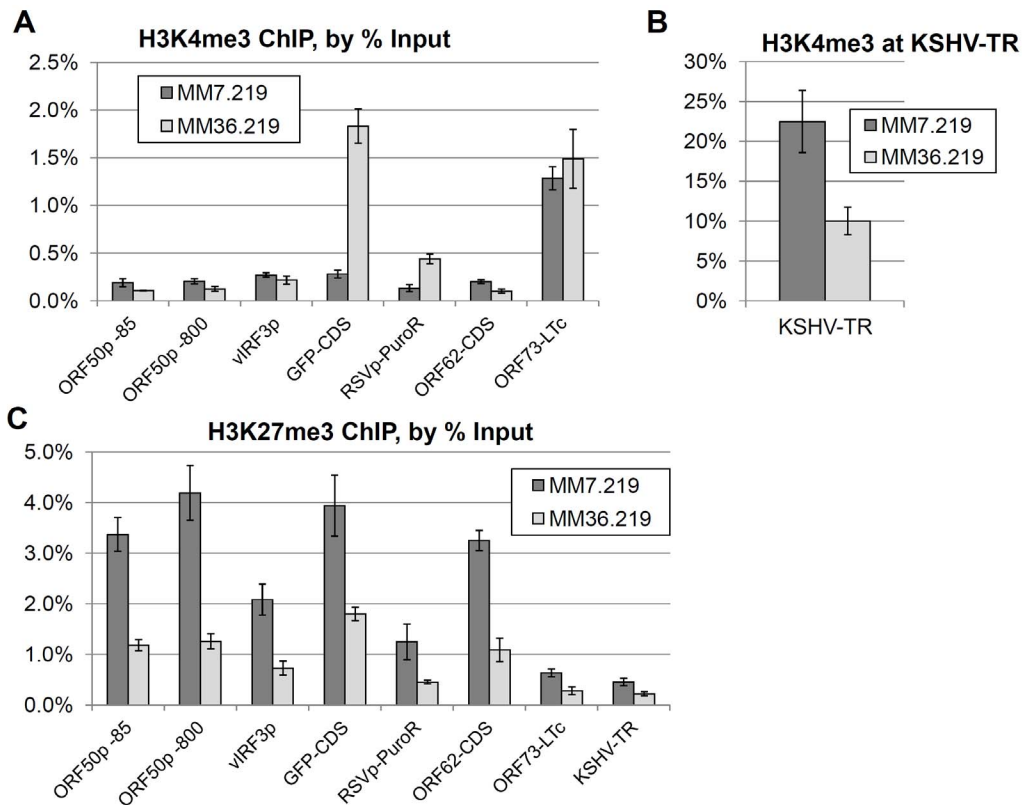 A
H3K4me3 ChIP, by % Input
2.5%
2.0%
1.5%
1.0%
0.5%
0.0%
MM7.219
MM36.219
ORF50p -85
ORF50p -800
vIRF3p
GFP-CDS
RSVp-PuroR
ORF62-CDS
ORF73-LTc
B
H3K4me3 at KSHV-TR
30%
25%
20%
15%
10%
5%
0%
MM7.219
MM36.219
KSHV-TR
C
H3K27me3 ChIP, by % Input
5.0%
4.0%
3.0%
2.0%
1.0%
0.0%
MM7.219
MM36.219
ORF50p -85
ORF50p -800
vIRF3p
GFP-CDS
RSVp-PuroR
ORF62-CDS
ORF73-LTc
KSHV-TR